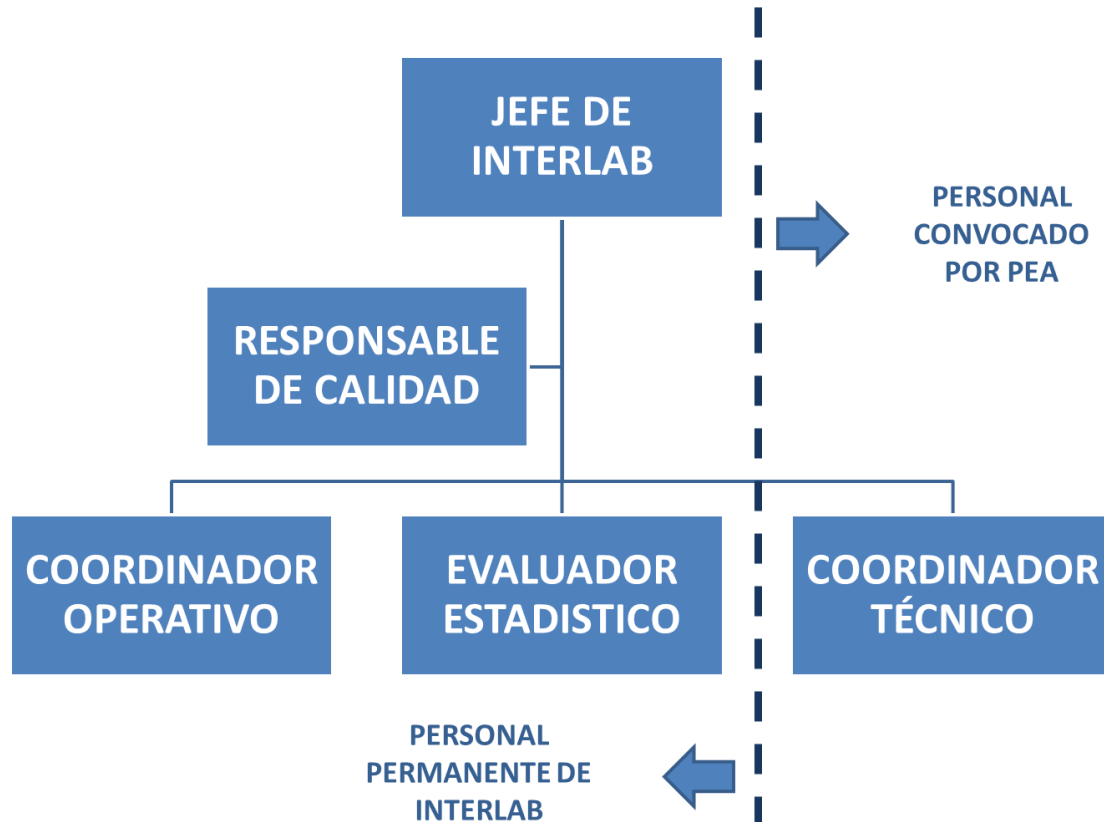 JEFE DE
INTERLAB
PERSONAL
CONVOCADO
POR PEA
RESPONSABLE
DE CALIDAD
COORDINADOR
OPERATIVO
EVALUADOR
ESTADISTICO
COORDINADOR
TÉCNICO
PERSONAL
PERMANENTE DE
INTERLAB